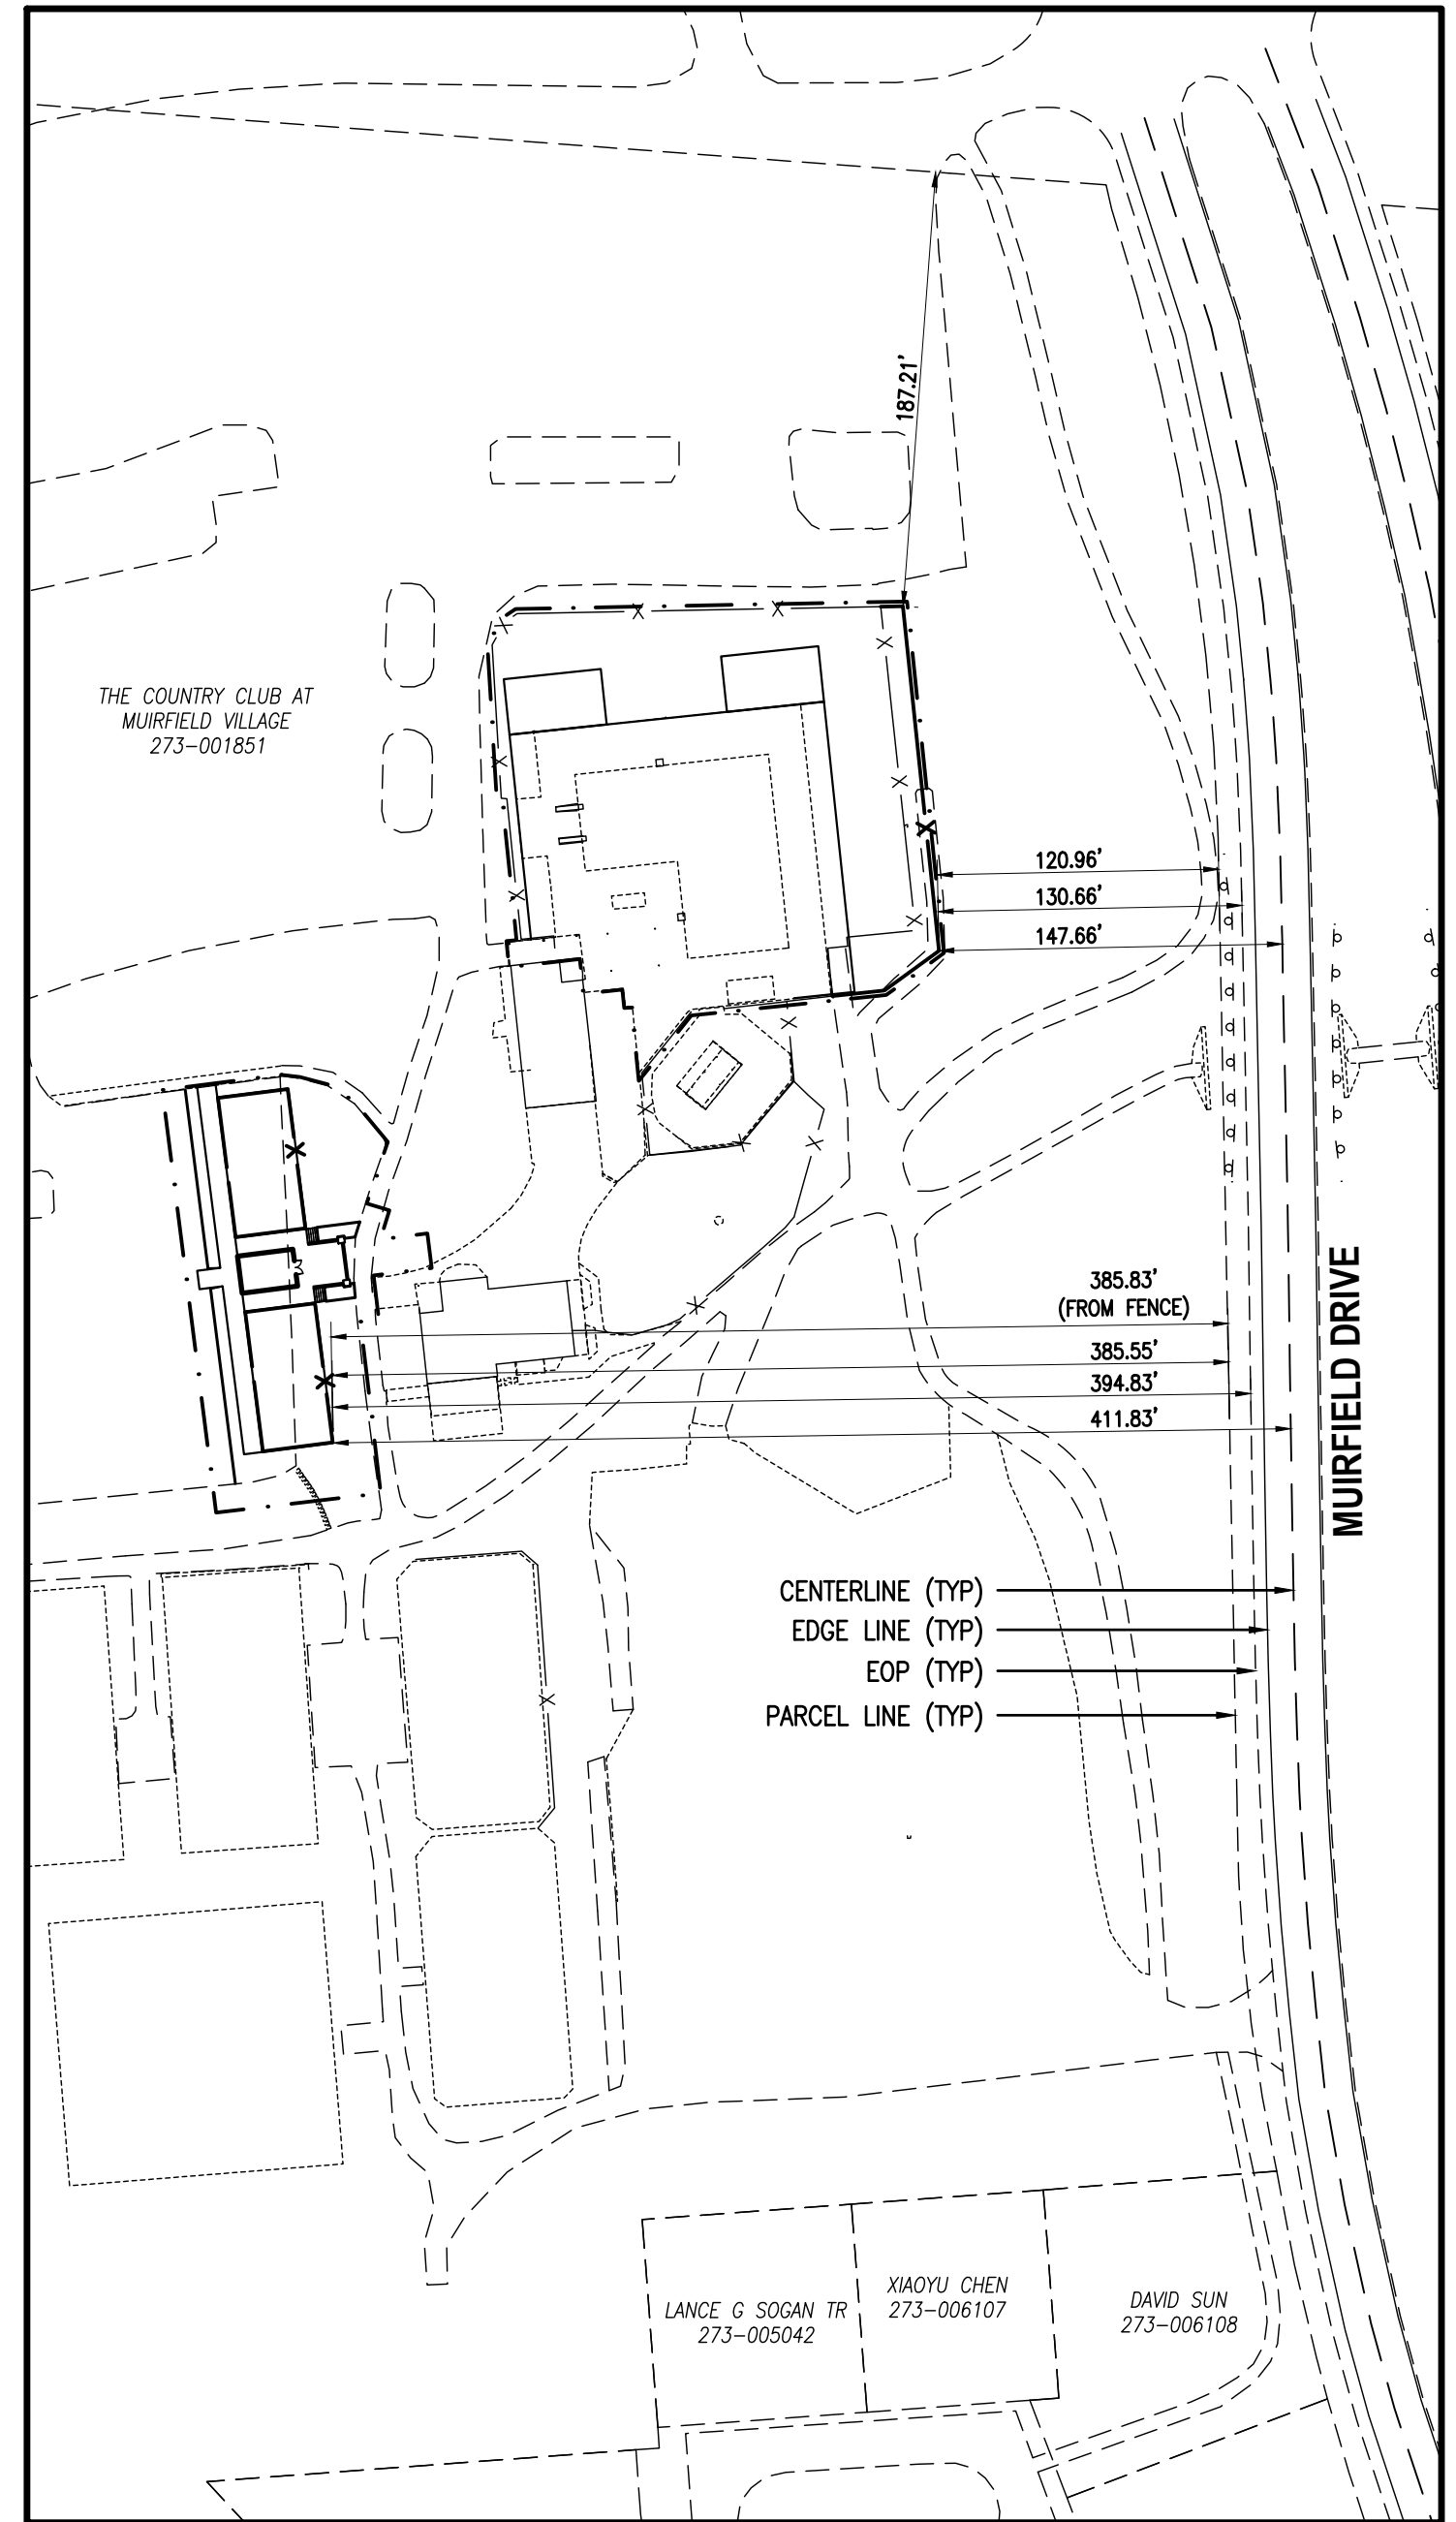 187.21'
THE COUNTRY CLUB AT
MUIRFIELD VILLAGE
273-001851
120.96'
130.66'
147.66'
385.83'
(FROM FENCE)
385.55'
394.83'
411.83'
MUIRFIELD DRIVE
CENTERLINE (TYP)
EDGE LINE (TYP)
EOP (TYP)
PARCEL LINE (TYP)
LANCE G SOGAN TR
273-005042
XIAOYU CHEN
273-006107
DAVID SUN
273-006108